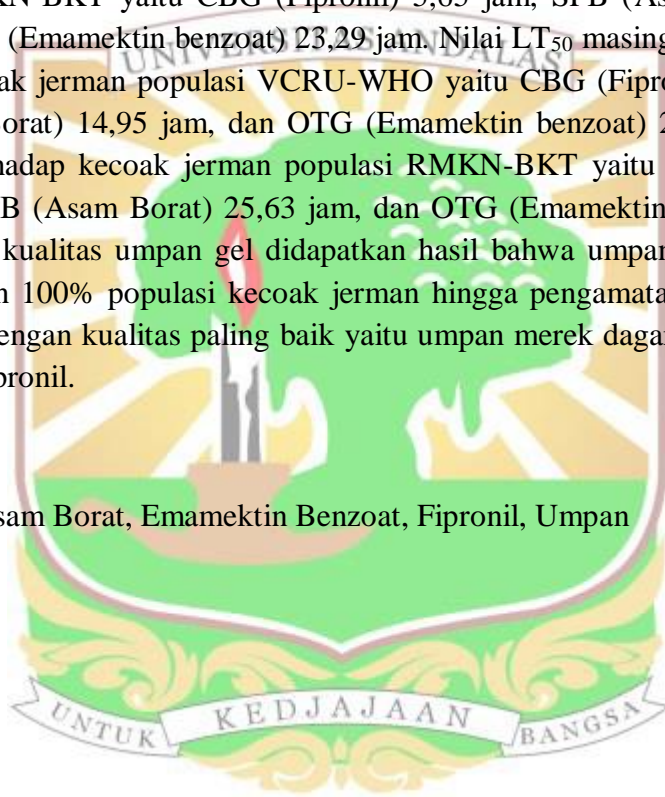 KN-BKT yaitu CBG (Fipronil) 5,65 jam, SPB (As
(Emamektin benzoat) 23,29 jam. Nilai LT50 masing
ak jerman populasi VCRU-WHO yaitu CBG (Fipro
orat) 14,95 jam, dan OTG (Emamektin benzoat) 2
hadap kecoak jerman populasi RMKN-BKT yaitu
B (Asam Borat) 25,63 jam, dan OTG (Emamektin
kualitas umpan gel didapatkan hasil bahwa umpan
n 100% populasi kecoak jerman hingga pengamata
engan kualitas paling baik yaitu umpan merek dagan
pronil.
sam Borat, Emamektin Benzoat, Fipronil, Umpan
UNIVERSITAS ANDALAS
UNTUK KEDJAJAAN BANGSA